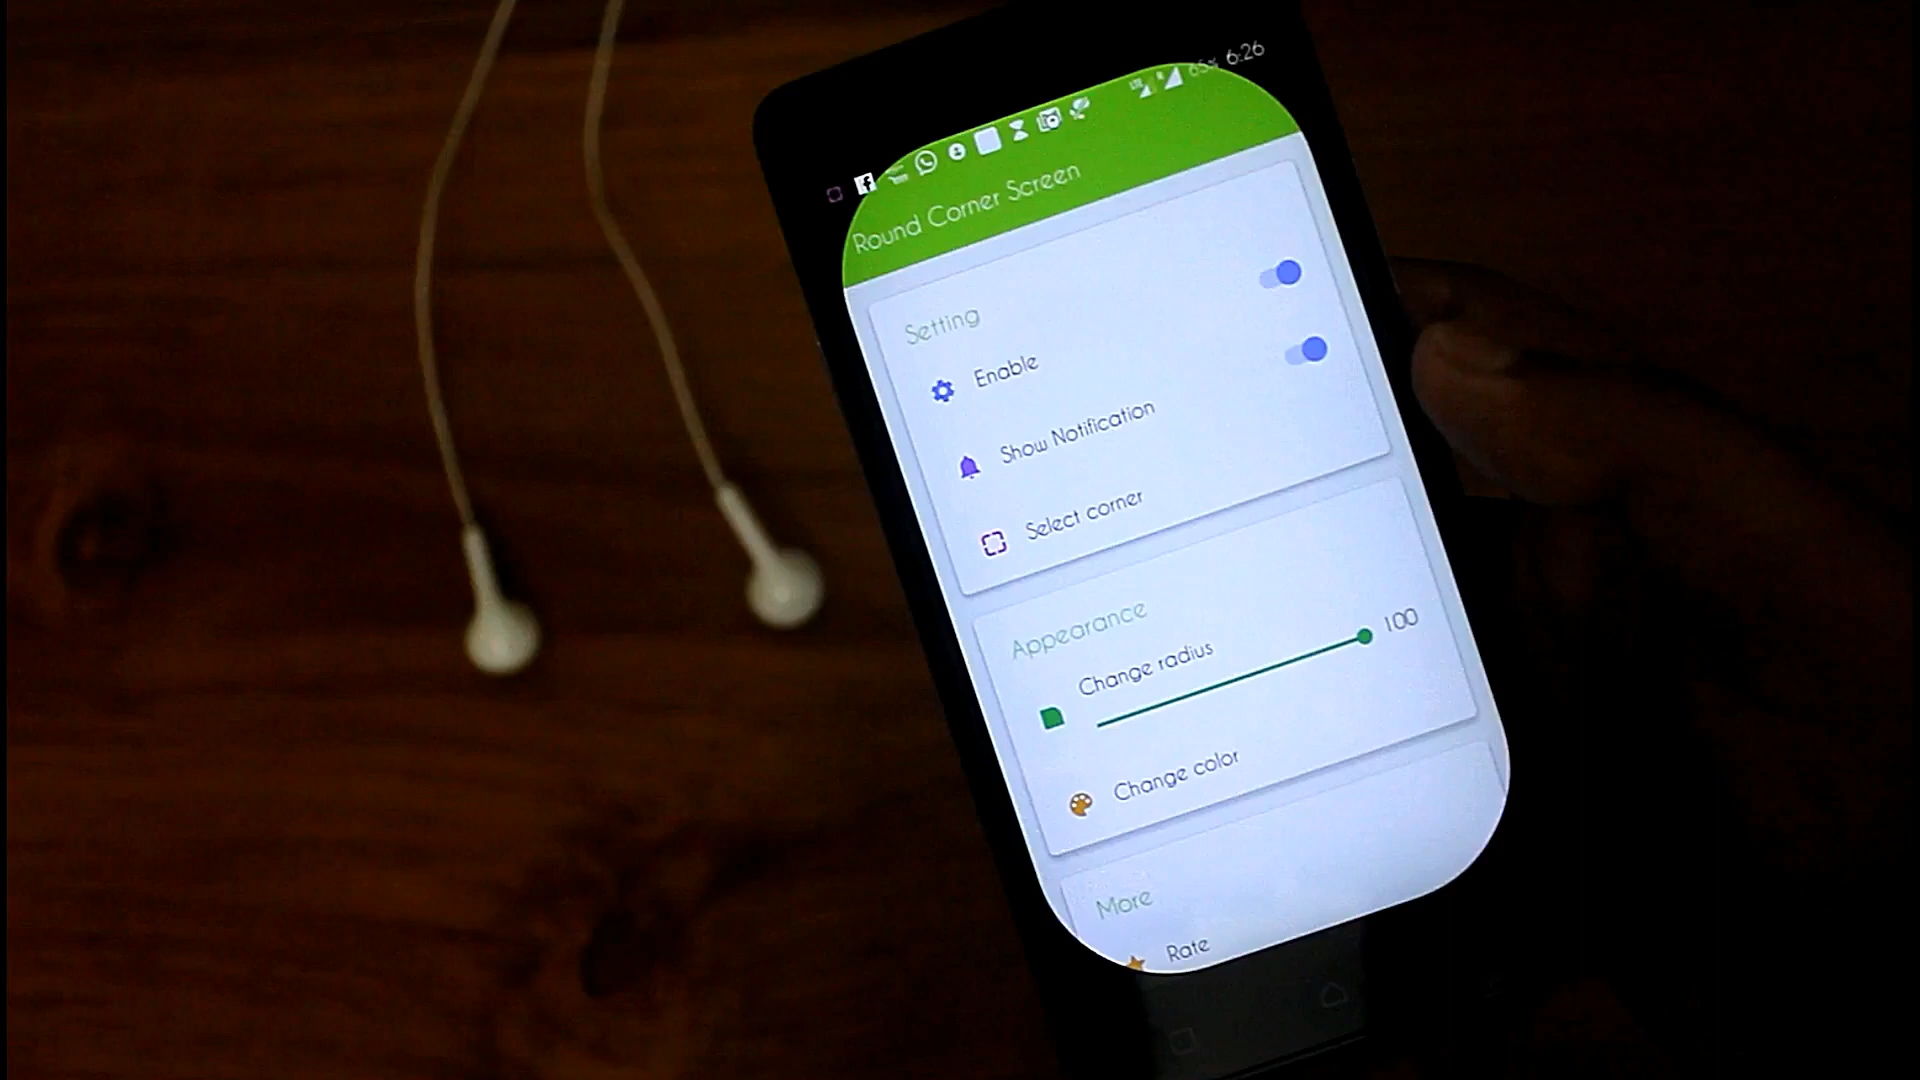 65% 6:26
Round Corner Screen
Setting
Enable
Show Notification
Select corner
Appearance
Change radius
100
Change color
More
Rate